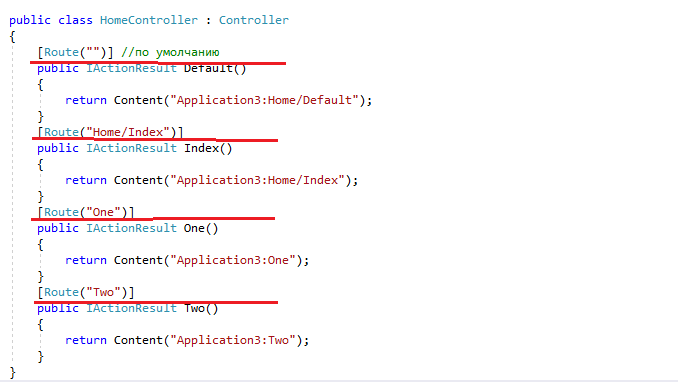 public class HomeController : Controller
{
[Route("")] //по умолчанию
public IActionResult Default()
{
return Content("Application3:Home/Default");
}
[Route("Home/Index")]
public IActionResult Index()
{
return Content("Application3:Home/Index");
}
[Route("One")]
public IActionResult One()
{
return Content("Application3:One");
}
[Route("Two")]
public IActionResult Two()
{
return Content("Application3:Two");
}
}